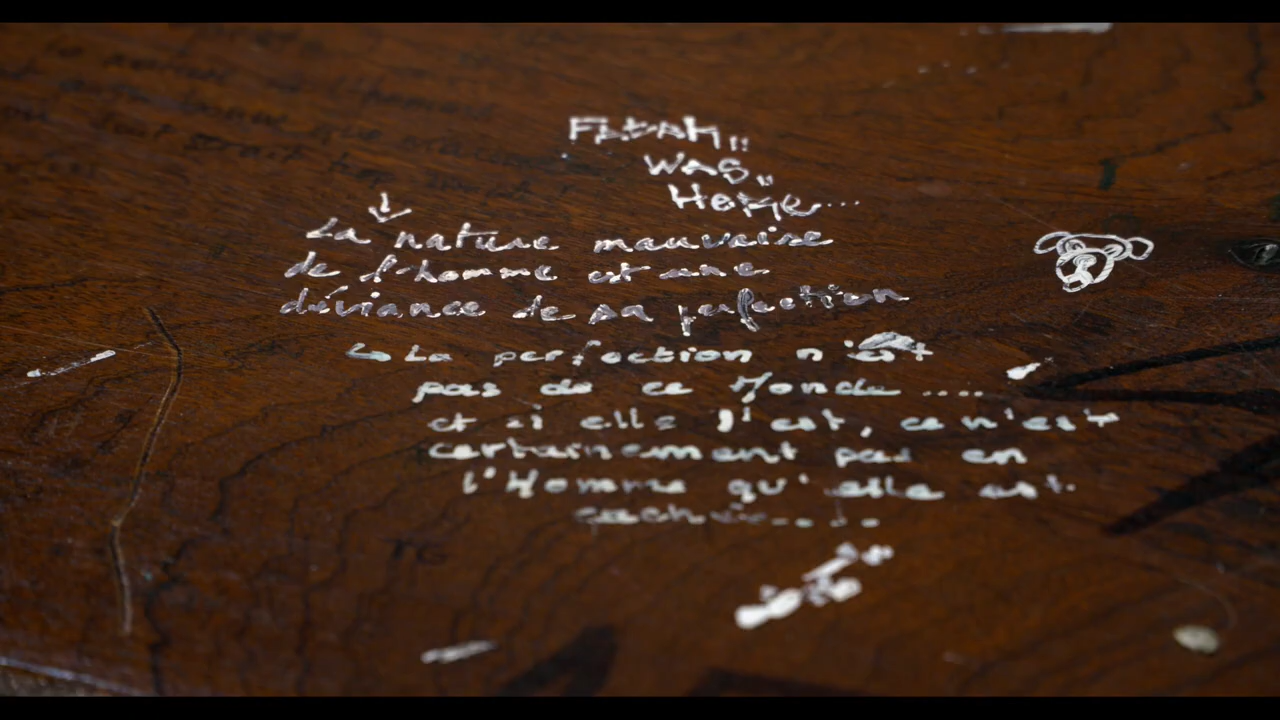 WAS..
La nature mauvaise
de l'homme est une
déviance de sa perfection
La perfection n'est
pas de ce Monde ....
et si elle l'est, ce n'est
certainement pas en
l'Homme qu'elle est
cachée.....